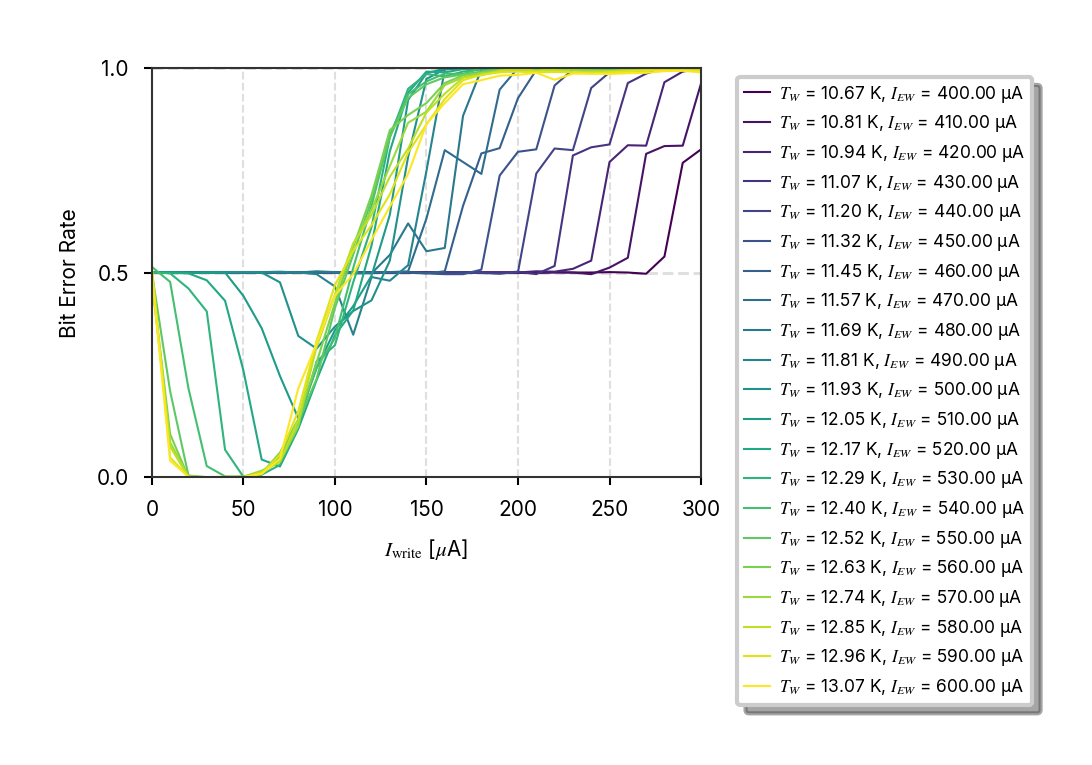 1.0
0.5
0.0
Bit Error Rate
0 50 100 150 200 250 300
I_write [μA]
T_W = 10.67 K, I_EW = 400.00 μA
T_W = 10.81 K, I_EW = 410.00 μA
T_W = 10.94 K, I_EW = 420.00 μA
T_W = 11.07 K, I_EW = 430.00 μA
T_W = 11.20 K, I_EW = 440.00 μA
T_W = 11.32 K, I_EW = 450.00 μA
T_W = 11.45 K, I_EW = 460.00 μA
T_W = 11.57 K, I_EW = 470.00 μA
T_W = 11.69 K, I_EW = 480.00 μA
T_W = 11.81 K, I_EW = 490.00 μA
T_W = 11.93 K, I_EW = 500.00 μA
T_W = 12.05 K, I_EW = 510.00 μA
T_W = 12.17 K, I_EW = 520.00 μA
T_W = 12.29 K, I_EW = 530.00 μA
T_W = 12.40 K, I_EW = 540.00 μA
T_W = 12.52 K, I_EW = 550.00 μA
T_W = 12.63 K, I_EW = 560.00 μA
T_W = 12.74 K, I_EW = 570.00 μA
T_W = 12.85 K, I_EW = 580.00 μA
T_W = 12.96 K, I_EW = 590.00 μA
T_W = 13.07 K, I_EW = 600.00 μA